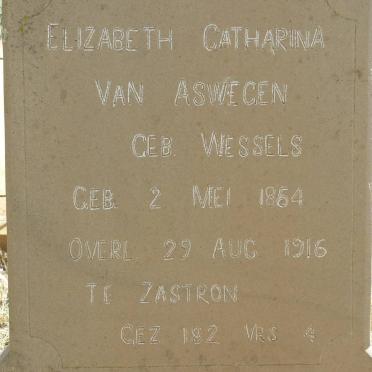 ELIZABETH CATHARINA
VAN ASWEGEN
GEB. WESSELS
GEB. 2 MEI 1854
OVERL 29 AUG 1916
TE ZASTRON
GEZ 182 VRS 4